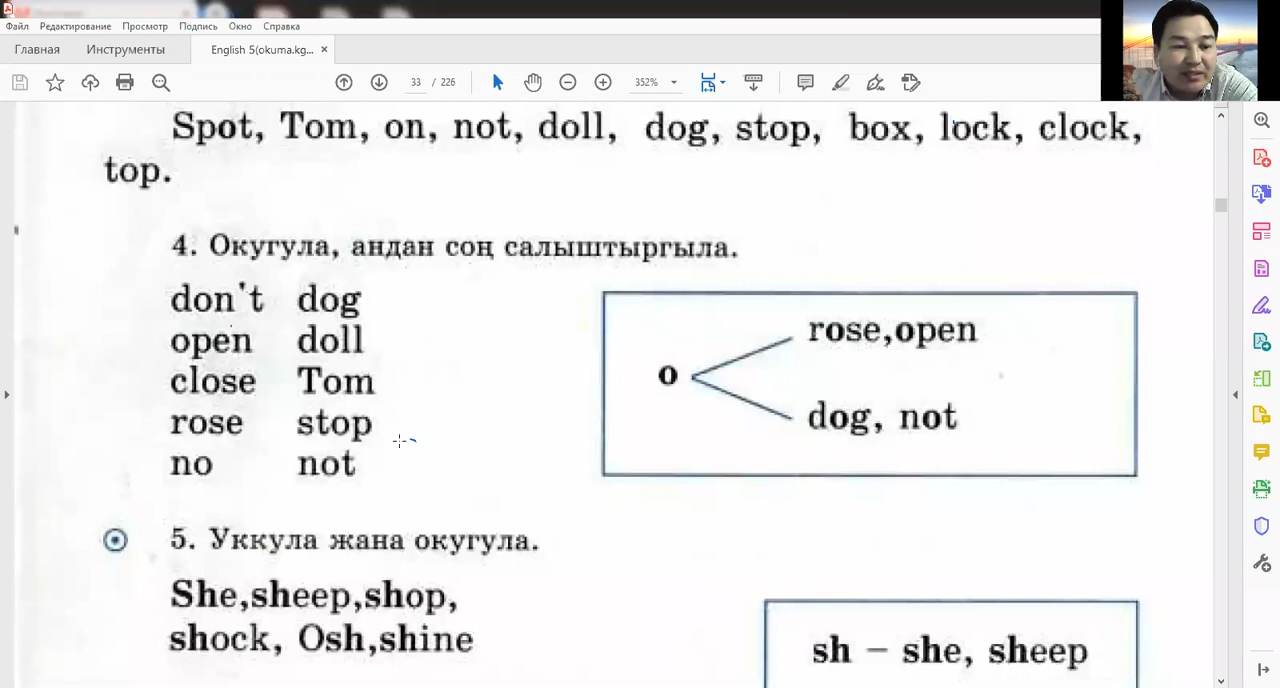 Файл Редактирование Просмотр Подпись Окно Справка
Главная Инструменты English 5(okuma.kg... ×
33 / 226 352%
Spot, Tom, on, not, doll, dog, stop, box, lock, clock,
top.
4. Окугула, андан соң салыштыргыла.
don't dog
open doll
close Tom
rose stop
no not
o
rose,open
dog, not
5. Уккула жана окугула.
She,sheep,shop,
shock, Osh,shine
sh – she, sheep